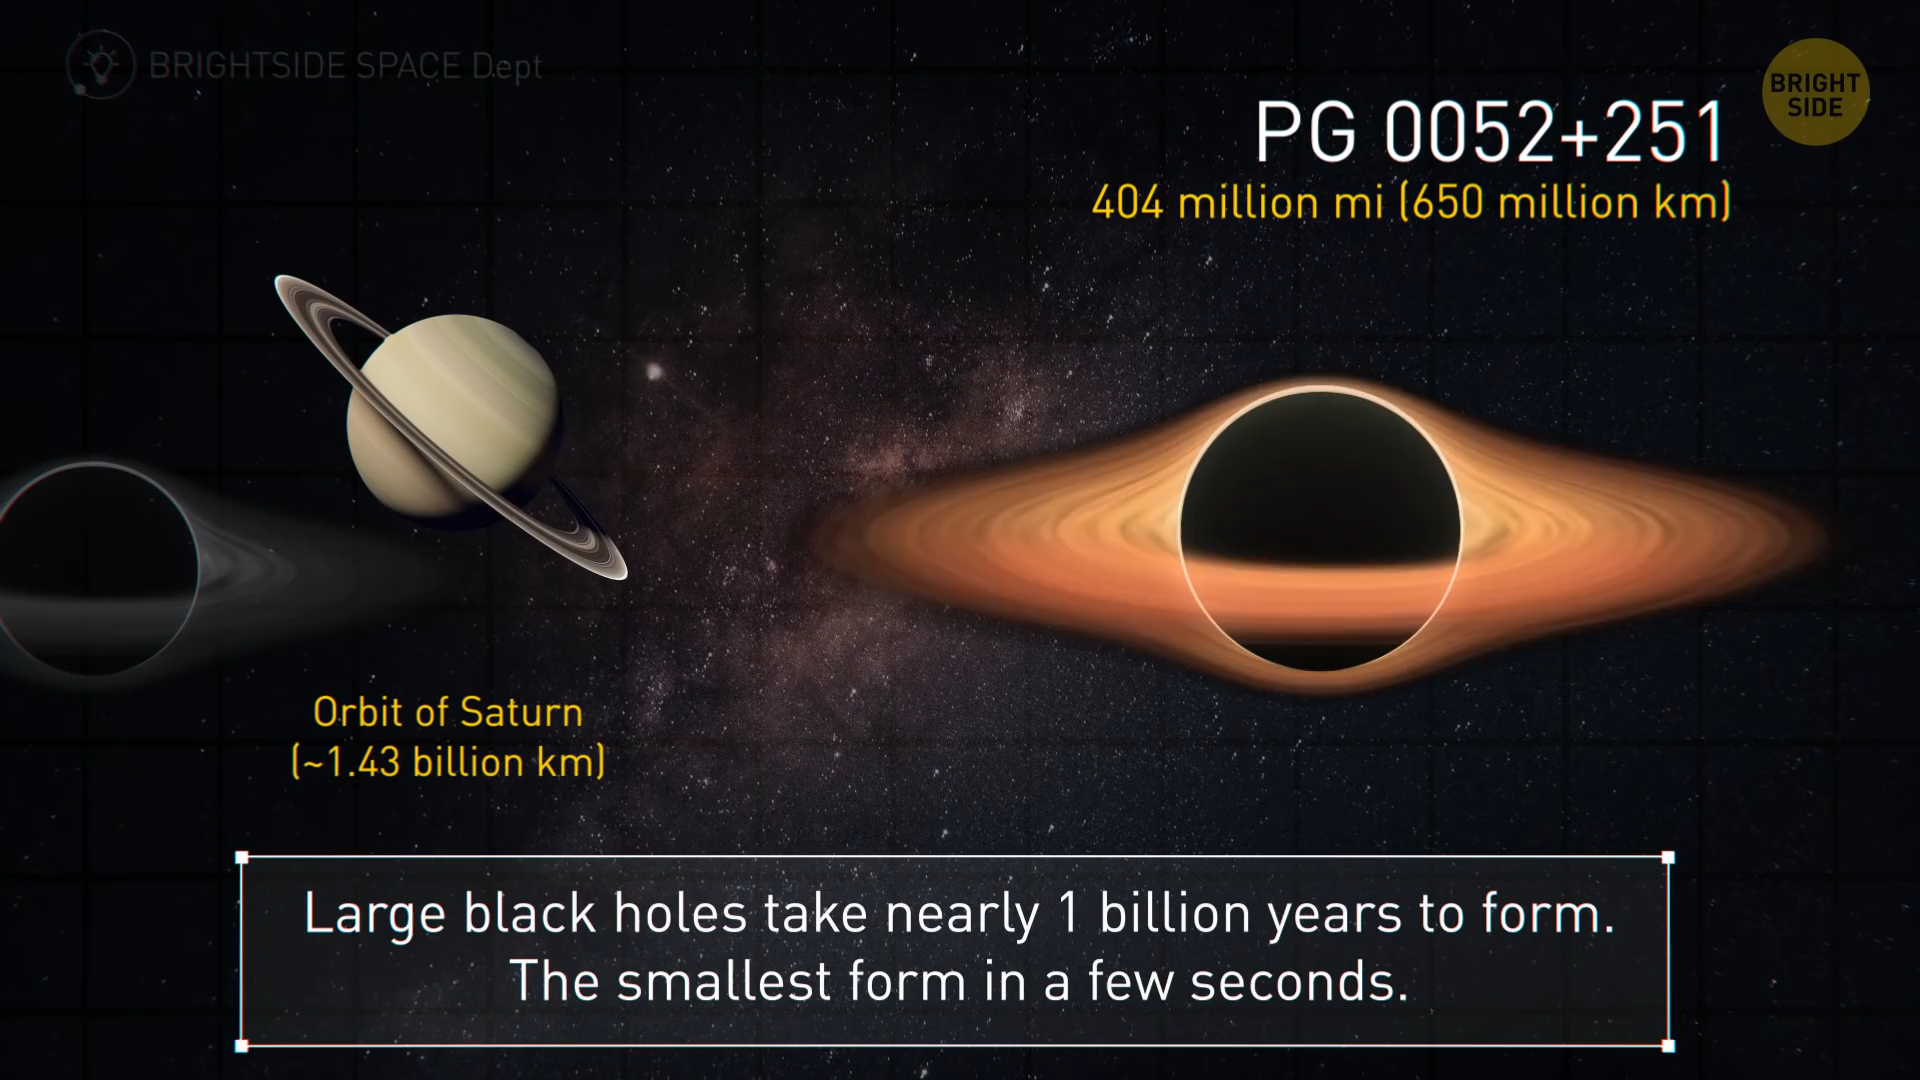 BRIGHTSIDE SPACE Dept
BRIGHT
SIDE
PG 0052+251
404 million mi (650 million km)
Orbit of Saturn
(~1.43 billion km)
Large black holes take nearly 1 billion years to form.
The smallest form in a few seconds.